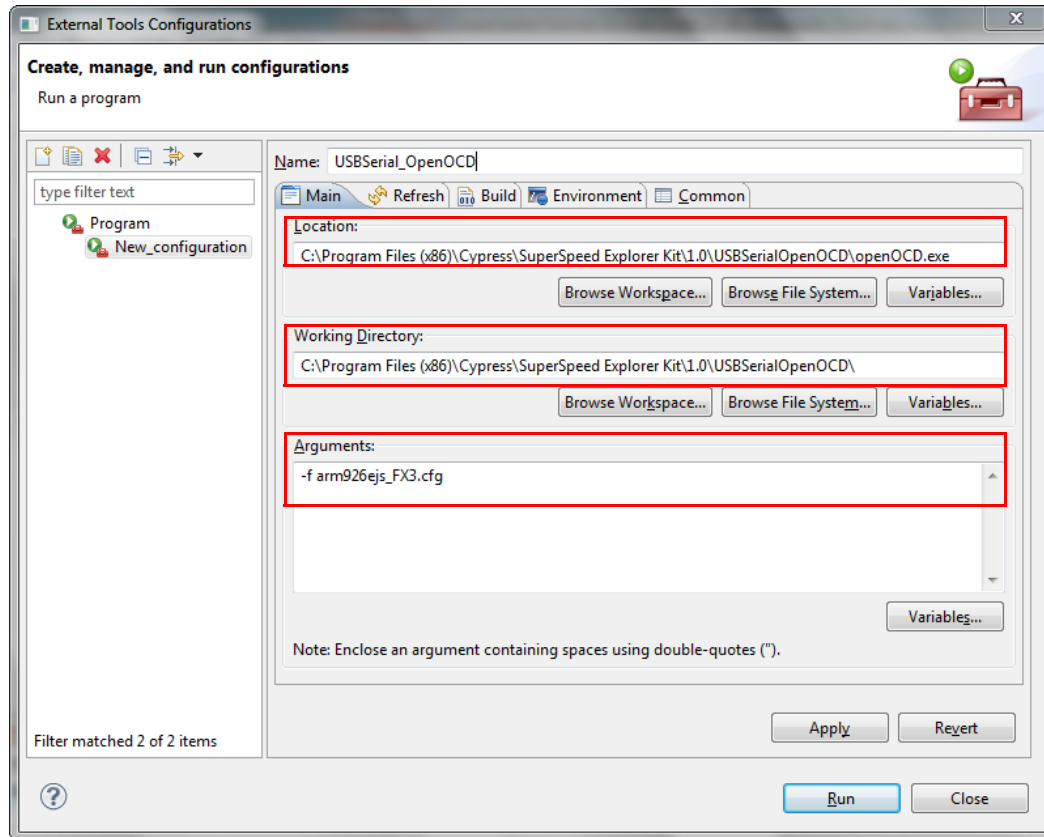 External Tools Configurations
Create, manage, and run configurations
Run a program
type filter text
Program
New_configuration
Filter matched 2 of 2 items
Name: USBSerial_OpenOCD
Main Refresh Build Environment Common
Location:
C:\Program Files (x86)\Cypress\SuperSpeed Explorer Kit\1.0\USBSerialOpenOCD\openOCD.exe
Browse Workspace... Browse File System... Variables...
Working Directory:
C:\Program Files (x86)\Cypress\SuperSpeed Explorer Kit\1.0\USBSerialOpenOCD\
Browse Workspace... Browse File System... Variables...
Arguments:
-f arm926ejs_FX3.cfg
Variables...
Note: Enclose an argument containing spaces using double-quotes (").
Apply Revert
Run Close